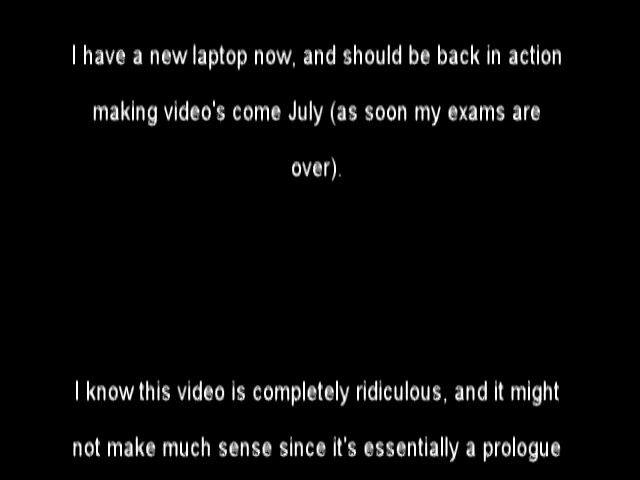 I have a new laptop now, and should be back in action
making video's come July (as soon my exams are
over).
I know this video is completely ridiculous, and it might
not make much sense since it's essentially a prologue